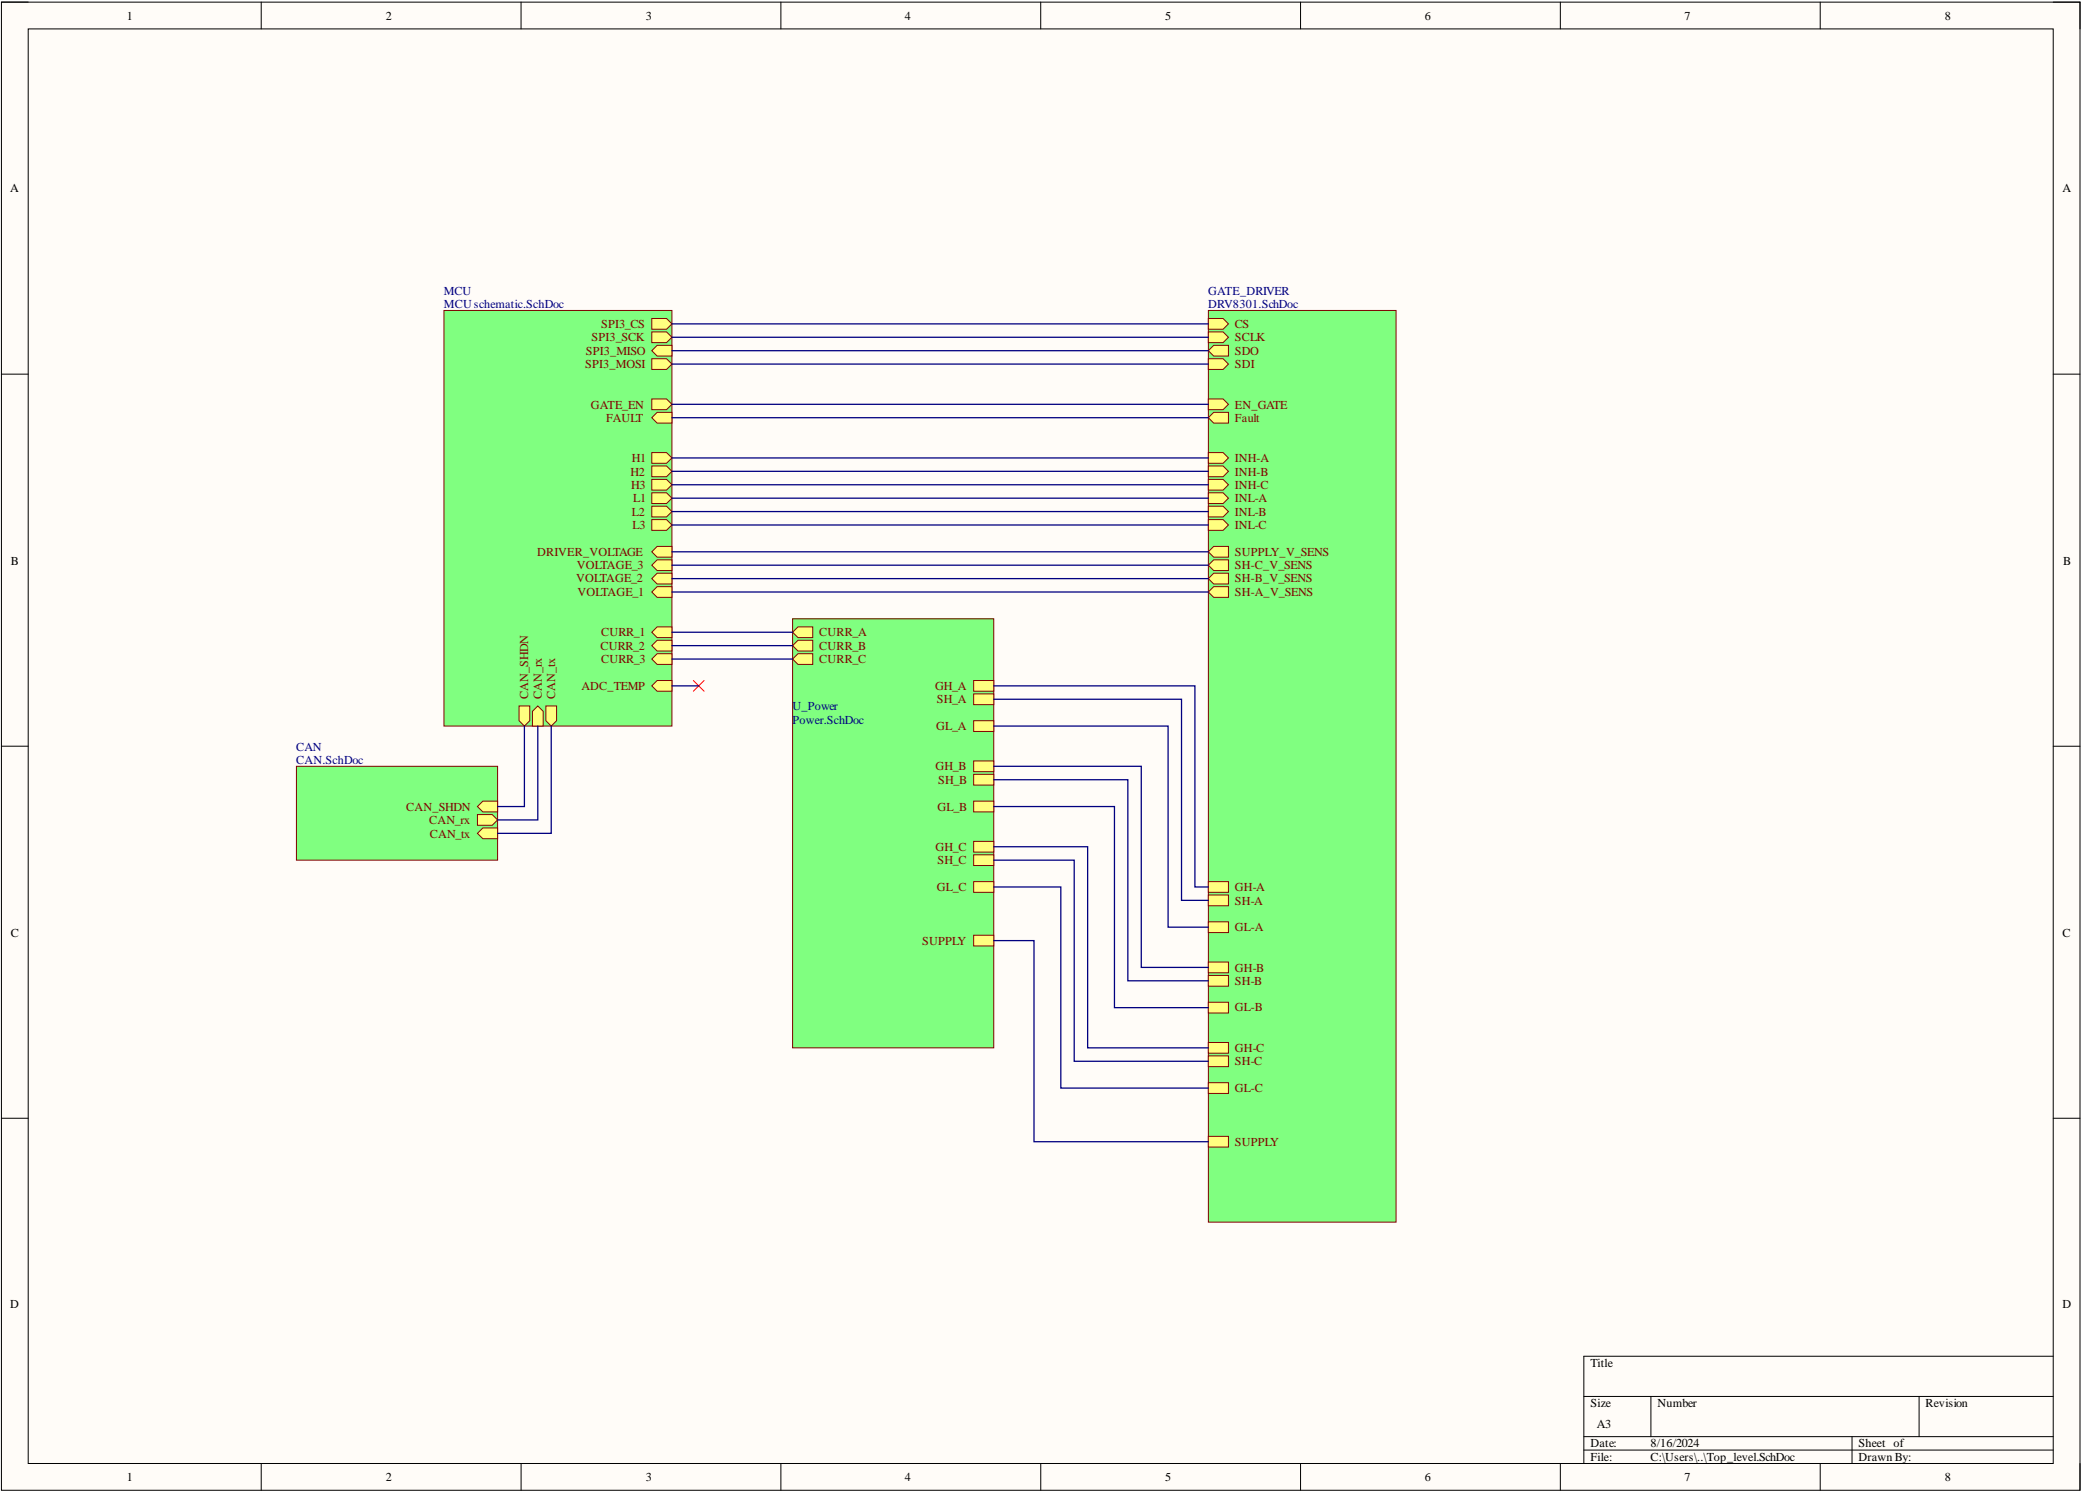 1 2 3 4 5 6 7 8
A A
MCU
MCU schematic.SchDoc
GATE_DRIVER
DRV8301.SchDoc
SPI3_CS CS
SPI3_SCK SCLK
SPI3_MISO SDO
SPI3_MOSI SDI
GATE_EN EN_GATE
FAULT Fault
H1 INH-A
H2 INH-B
H3 INH-C
L1 INL-A
L2 INL-B
L3 INL-C
DRIVER_VOLTAGE SUPPLY_V_SENS
B B
VOLTAGE_3 SH-C_V_SENS
VOLTAGE_2 SH-B_V_SENS
VOLTAGE_1 SH-A_V_SENS
CURR_1 CURR_A
CURR_2 CURR_B
CURR_3 CURR_C
CAN_SHDN
CAN_rx
CAN_tx
ADC_TEMP
U_Power
Power.SchDoc
GH_A
SH_A
GL_A
GH_B
SH_B
GL_B
GH_C
SH_C
GL_C
SUPPLY
CAN
CAN.SchDoc
CAN_SHDN
CAN_rx
CAN_tx
GH-A
SH-A
GL-A
C C
GH-B
SH-B
GL-B
GH-C
SH-C
GL-C
SUPPLY
D D
Title
Size Number Revision
A3
Date: 8/16/2024 Sheet of
File: C:\Users\..\Top_level.SchDoc Drawn By:
1 2 3 4 5 6 7 8